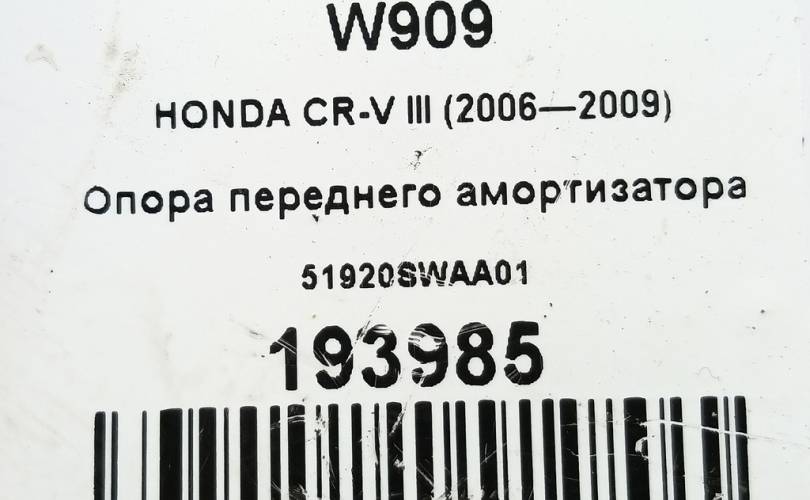 W909
HONDA CR-V III (2006—2009)
Опора переднего амортизатора
51920SWAA01
193985